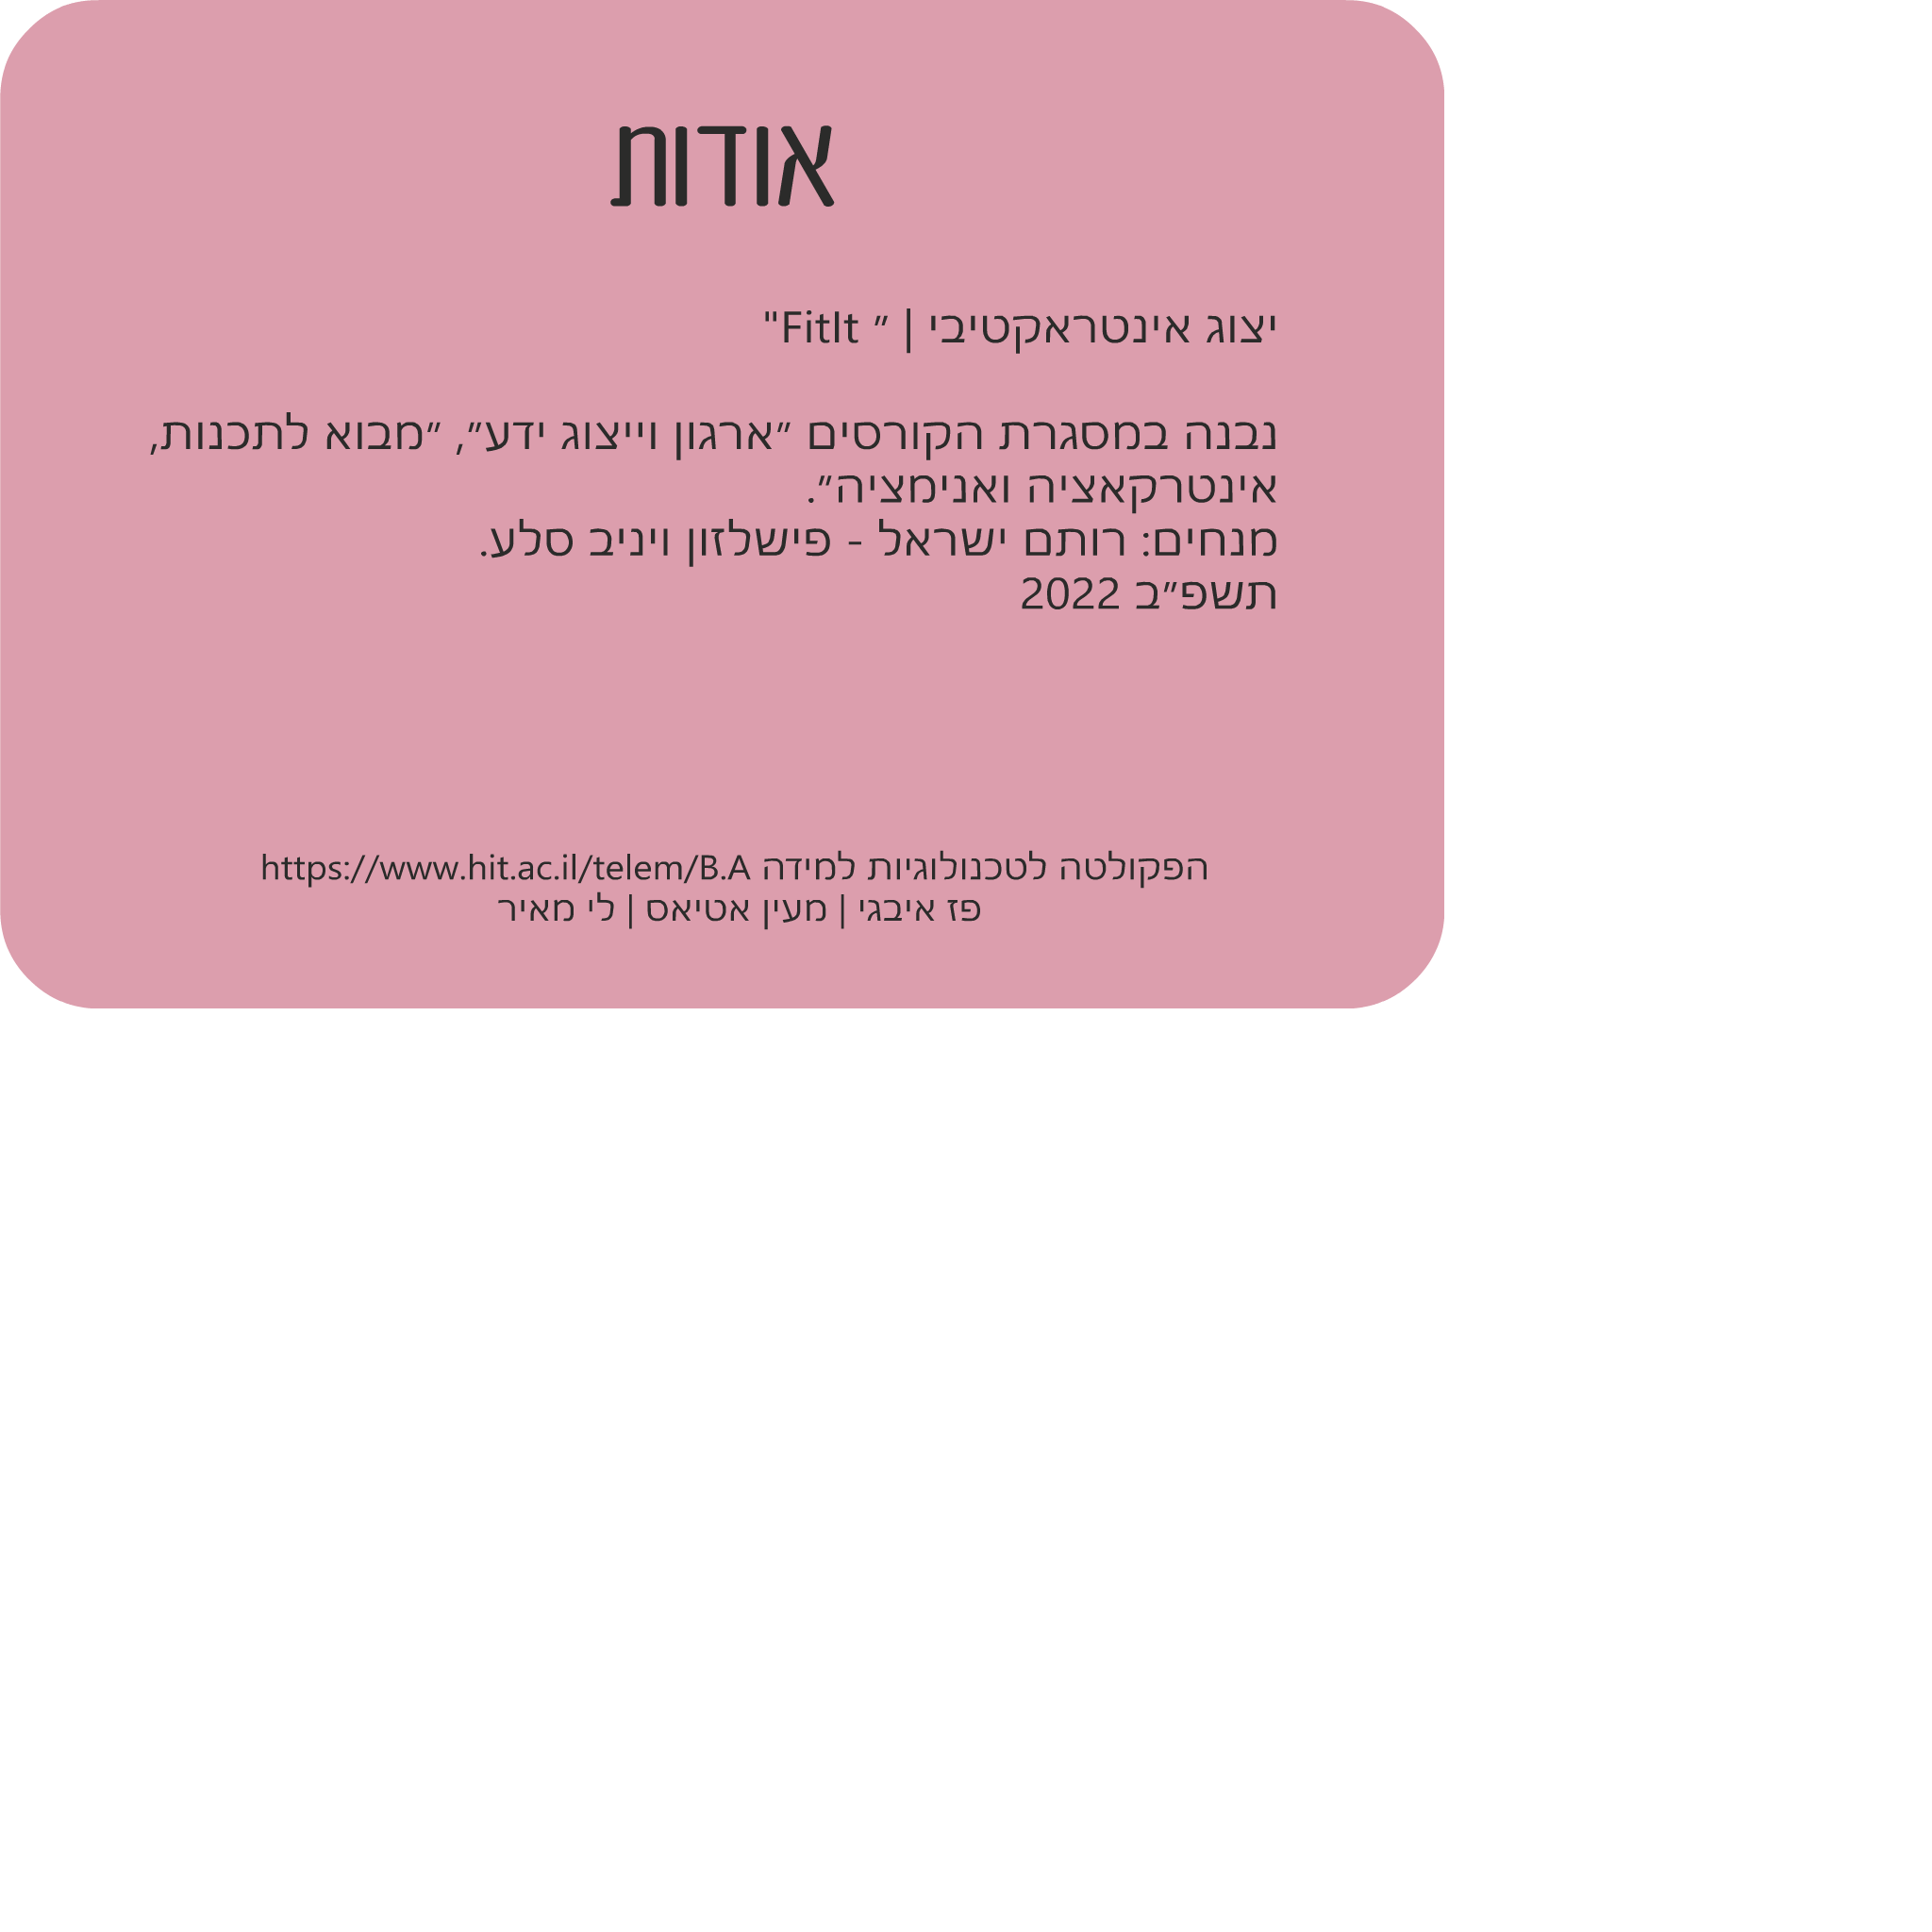 אודות
יצוג אינטראקטיבי | ״ FitIt"
נבנה במסגרת הקורסים ״ארגון וייצוג ידע״, ״מבוא לתכנות,
אינטרקאציה ואנימציה״.
מנחים: רותם ישראל - פישלזון ויניב סלע.
תשפ״כ 2022
הפקולטה לטכנולוגיות למידה https://www.hit.ac.il/telem/B.A
פז איבגי | מעין אטיאס | לי מאיר